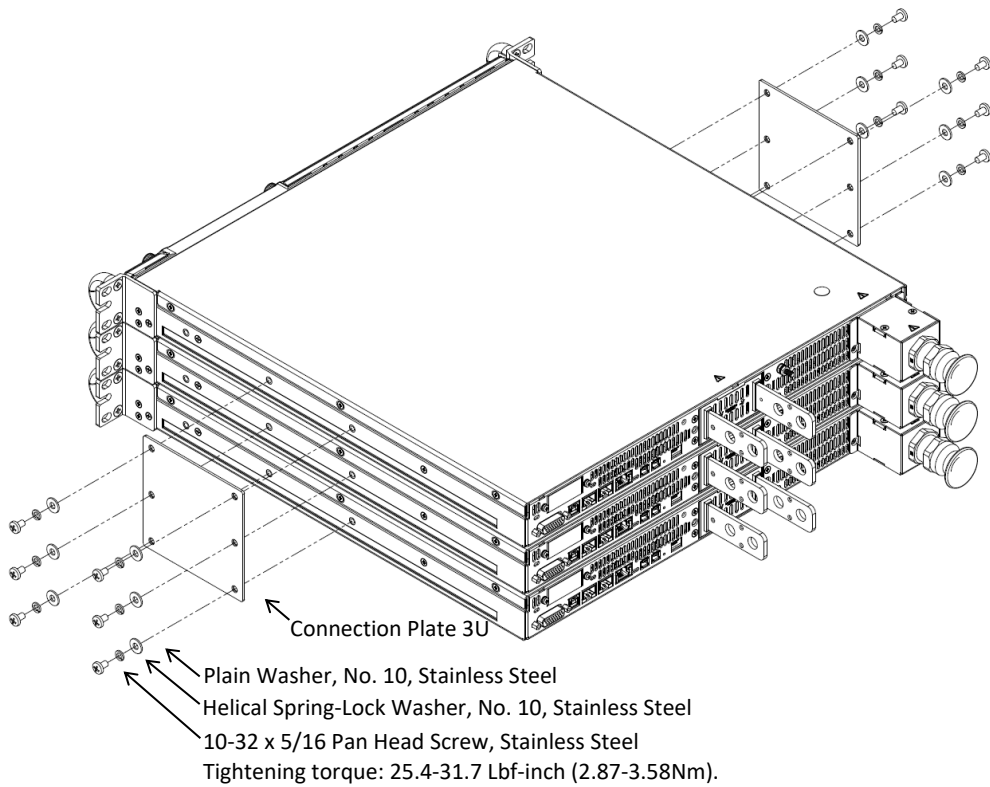 Connection Plate 3U
Plain Washer, No. 10, Stainless Steel
Helical Spring-Lock Washer, No. 10, Stainless Steel
10-32 x 5/16 Pan Head Screw, Stainless Steel
Tightening torque: 25.4-31.7 Lbf-inch (2.87-3.58Nm).